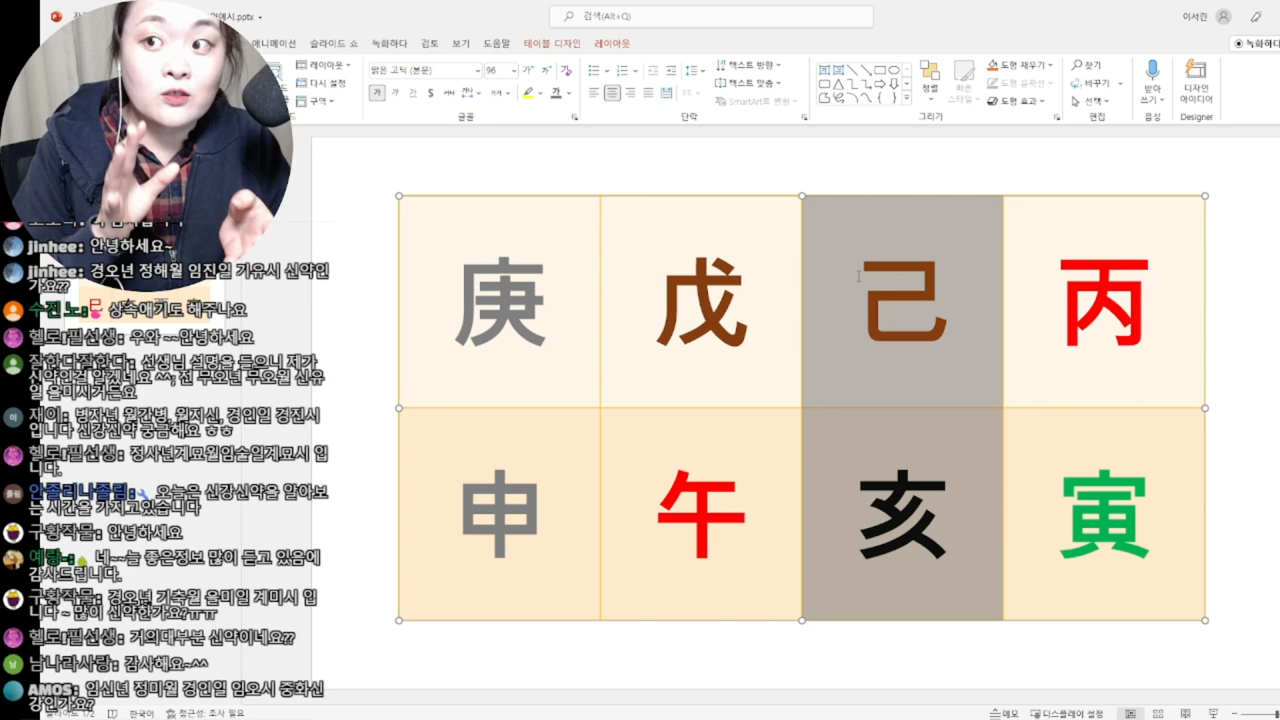 .pptx
검색(Alt+Q)
이서린
애니메이션 슬라이드 쇼 녹화하다 검토 보기 도움말 테이블 디자인 레이아웃
녹화하다
레이아웃
다시 설정
구역
맑은 고딕 (본문) 96
텍스트 방향
텍스트 맞춤
SmartArt로 변환
정렬
빠른 스타일
도형 채우기
도형 윤곽선
도형 효과
찾기
바꾸기
선택
받아 쓰기
디자인 아이디어
글꼴 단락 그리기 편집 음성 Designer
jinhee: 안녕하세요~
jinhee: 경오년 정해월 임진일 기유시 신약인
가요??
수진 노: 상속얘기도 해주나요
헬로!필선생: 우와 ~~안녕하세요
잘한다잘한다: 선생님 설명을 들으니 제가
신약인걸 알겠네요 ^^; 전 무오년 무오월 신유
일 을미시거든요
재이: 병자년 월간병, 월지신, 경인일 경진시
입니다 신강신약 궁금해요 ㅎㅎ
헬로!필선생: 정사년계묘월임술일계묘시 입
니다.
안졸리나졸림: 오늘은 신강신약을 알아보
는 시간을 가지고있습니다
구황작물: 안녕하세요
예랑-: 네~~늘 좋은정보 많이 듣고 있음에
감사드립니다.
구황작물: 경오년 기축월 을미일 계미시 입
니다 ~ 많이 신약한가요?ㅠㅠ
헬로!필선생: 거의대부분 신약이네요??
남나라사랑: 감사해요~^^
AMOS: 임신년 정미월 경인일 임오시 중화신
강인가요?
庚 戊 己 丙
申 午 亥 寅
슬라이드 1/2 한국어 접근성: 조사 필요
메모 디스플레이 설정